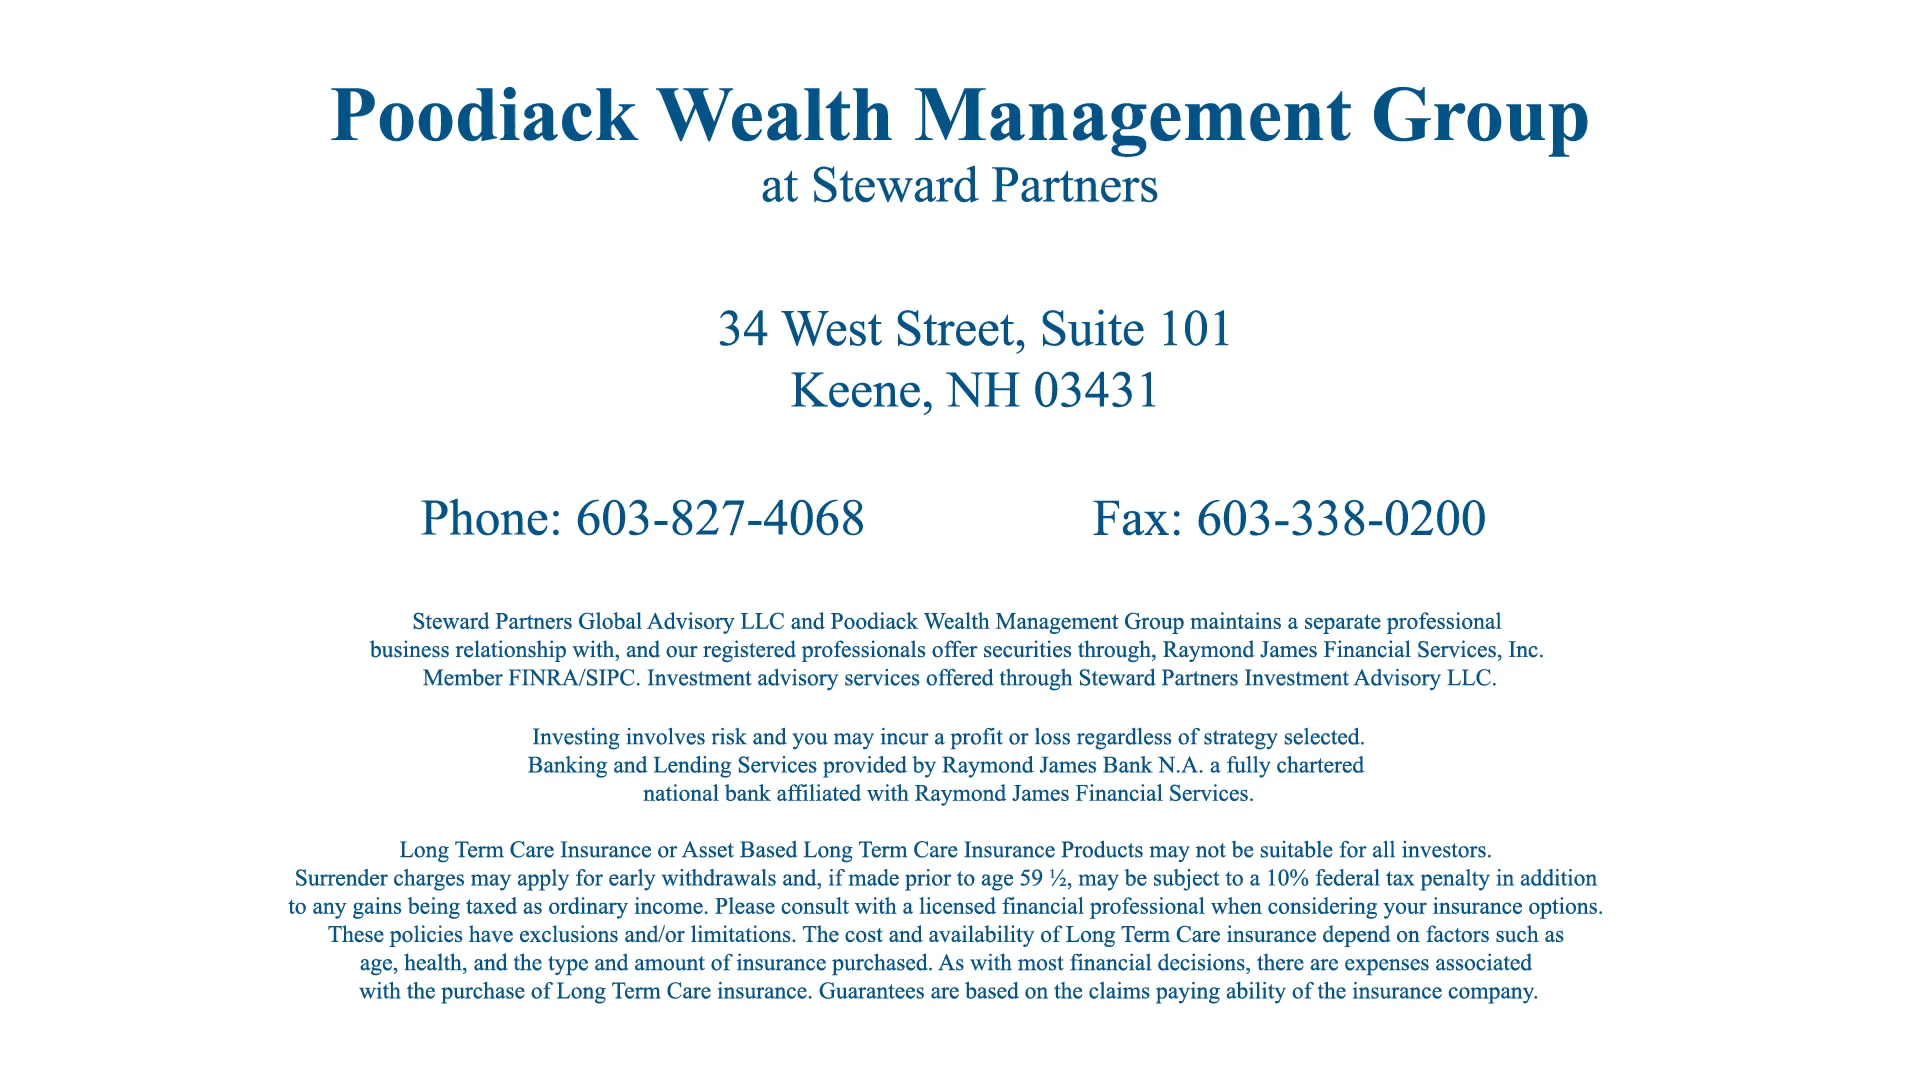 Poodiack Wealth Management Group
at Steward Partners
34 West Street, Suite 101
Keene, NH 03431
Phone: 603-827-4068 Fax: 603-338-0200
Steward Partners Global Advisory LLC and Poodiack Wealth Management Group maintains a separate professional
business relationship with, and our registered professionals offer securities through, Raymond James Financial Services, Inc.
Member FINRA/SIPC. Investment advisory services offered through Steward Partners Investment Advisory LLC.
Investing involves risk and you may incur a profit or loss regardless of strategy selected.
Banking and Lending Services provided by Raymond James Bank N.A. a fully chartered
national bank affiliated with Raymond James Financial Services.
Long Term Care Insurance or Asset Based Long Term Care Insurance Products may not be suitable for all investors.
Surrender charges may apply for early withdrawals and, if made prior to age 59 ½, may be subject to a 10% federal tax penalty in addition
to any gains being taxed as ordinary income. Please consult with a licensed financial professional when considering your insurance options.
These policies have exclusions and/or limitations. The cost and availability of Long Term Care insurance depend on factors such as
age, health, and the type and amount of insurance purchased. As with most financial decisions, there are expenses associated
with the purchase of Long Term Care insurance. Guarantees are based on the claims paying ability of the insurance company.